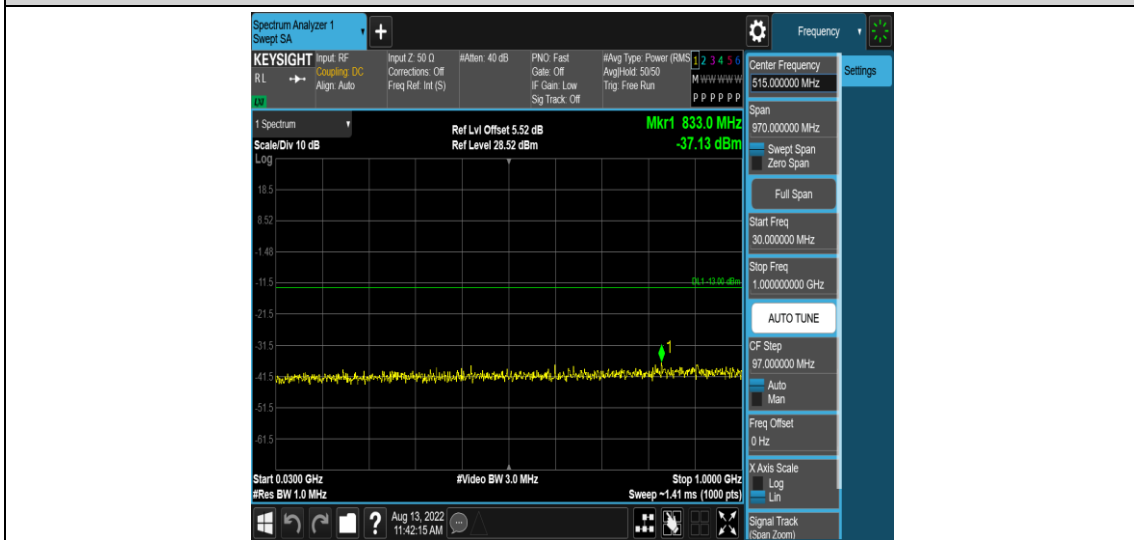 Spectrum Analyzer 1
Swept SA
+
Frequency
KEYSIGHT
RL
LXI
Input: RF
Coupling: DC
Align: Auto
Input Z: 50 Ω
Corrections: Off
Freq Ref: Int (S)
#Atten: 40 dB
PNO: Fast
Gate: Off
IF Gain: Low
Sig Track: Off
#Avg Type: Power (RMS
Avg|Hold: 50/50
Trig: Free Run
1 2 3 4 5 6
M W W W W W
P P P P P P
1 Spectrum
Scale/Div 10 dB
Log
Ref Lvl Offset 5.52 dB
Ref Level 28.52 dBm
Mkr1 833.0 MHz
-37.13 dBm
18.5
8.52
-1.48
-11.5
-21.5
-31.5
-41.5
-51.5
-61.5
DL1 -13.00 dBm
1
Start 0.0300 GHz
#Res BW 1.0 MHz
#Video BW 3.0 MHz
Stop 1.0000 GHz
Sweep ~1.41 ms (1000 pts)
?
Aug 13, 2022
11:42:15 AM
Center Frequency
515.000000 MHz
Span
970.000000 MHz
Swept Span
Zero Span
Full Span
Start Freq
30.000000 MHz
Stop Freq
1.000000000 GHz
AUTO TUNE
CF Step
97.000000 MHz
Auto
Man
Freq Offset
0 Hz
X Axis Scale
Log
Lin
Signal Track
(Span Zoom)
Settings